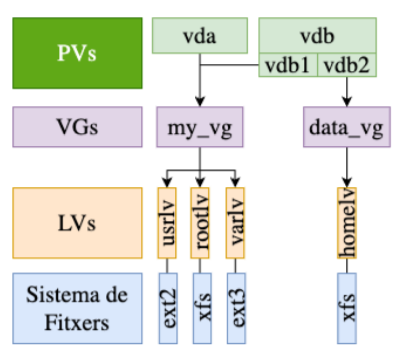 PVs
vda
vdb
vdb1
vdb2
VGs
my_vg
data_vg
LVs
usrlv
rootlv
varlv
homelv
Sistema de
Fitxers
ext2
xfs
ext3
xfs